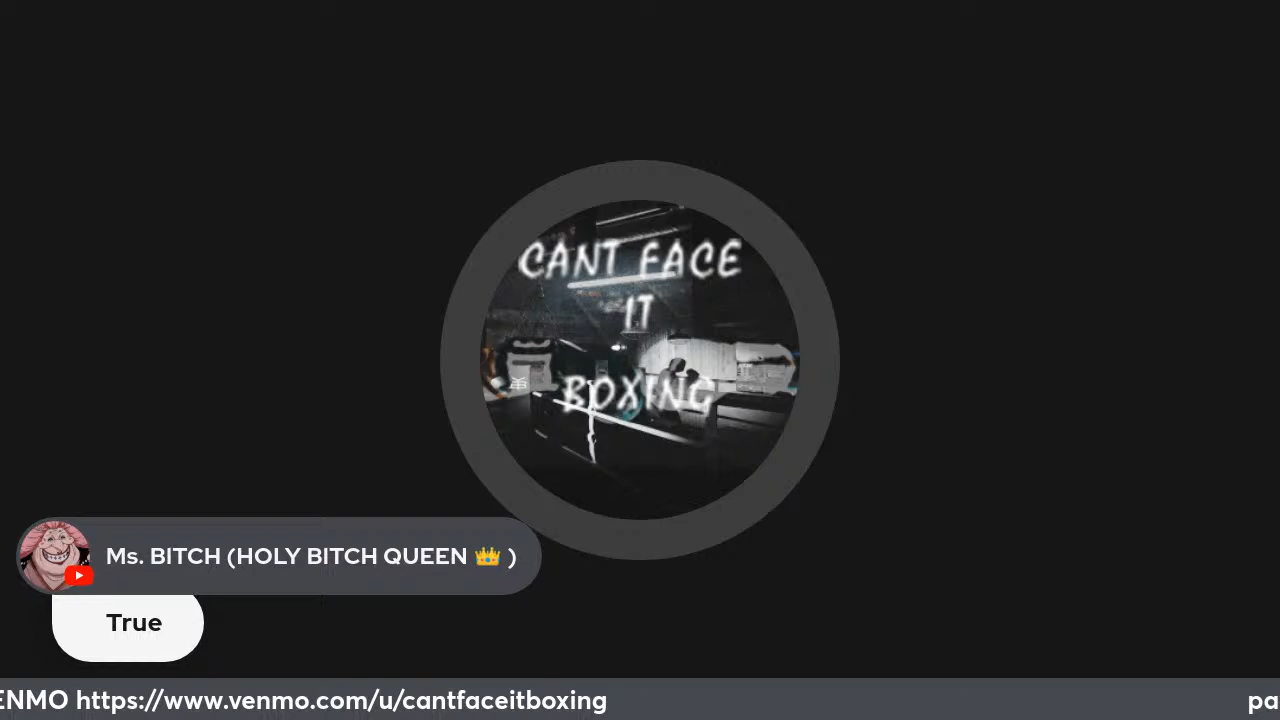 CANT FACE
IT
BOXING
Ms. BITCH (HOLY BITCH QUEEN 👑 )
True
ENMO https://www.venmo.com/u/cantfaceitboxing
pa